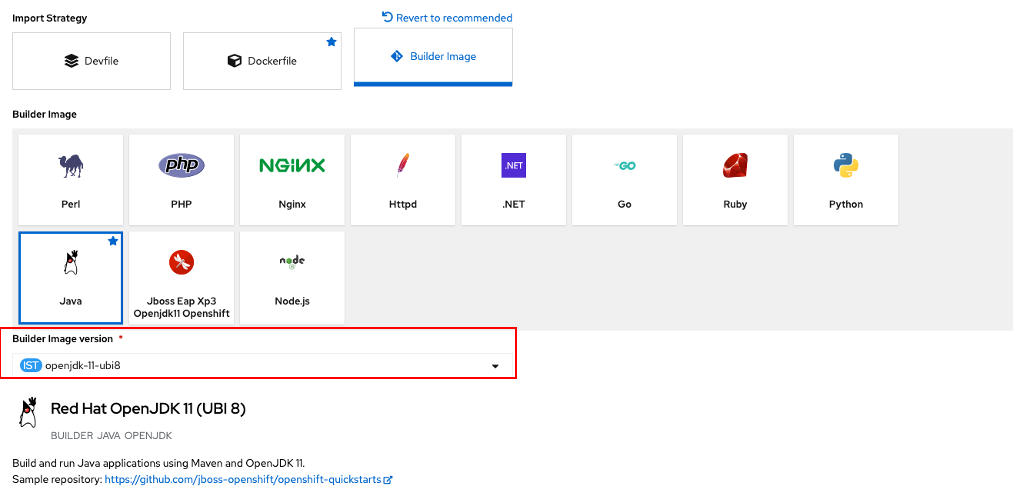 Import Strategy
Revert to recommended
Devfile
Dockerfile
Builder Image
Builder Image
php
NGINX
.NET
GO
Perl
PHP
Nginx
Httpd
.NET
Go
Ruby
Python
node
Java
Jboss Eap Xp3
Openjdk11 Openshift
Node.js
Builder Image version *
IST openjdk-11-ubi8
Red Hat OpenJDK 11 (UBI 8)
BUILDER JAVA OPENJDK
Build and run Java applications using Maven and OpenJDK 11.
Sample repository: https://github.com/jboss-openshift/openshift-quickstarts